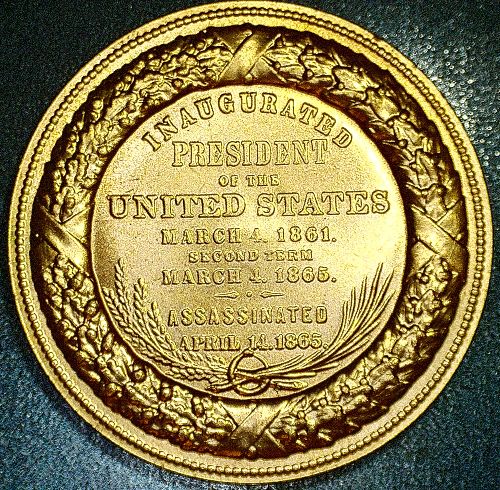 INAUGURATED
PRESIDENT
OF THE
UNITED STATES
MARCH 4. 1861.
SECOND TERM
MARCH 4. 1865.
ASSASSINATED
APRIL 14. 1865.